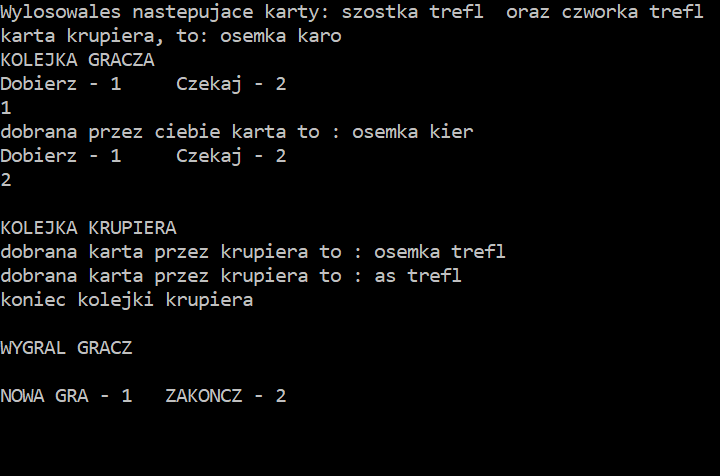 Wylosowales nastepujace karty: szostka trefl  oraz czworka trefl
karta krupiera, to: osemka karo
KOLEJKA GRACZA
Dobierz - 1     Czekaj - 2
1
dobrana przez ciebie karta to : osemka kier
Dobierz - 1     Czekaj - 2
2
KOLEJKA KRUPIERA
dobrana karta przez krupiera to : osemka trefl
dobrana karta przez krupiera to : as trefl
koniec kolejki krupiera
WYGRAL GRACZ
NOWA GRA - 1   ZAKONCZ - 2